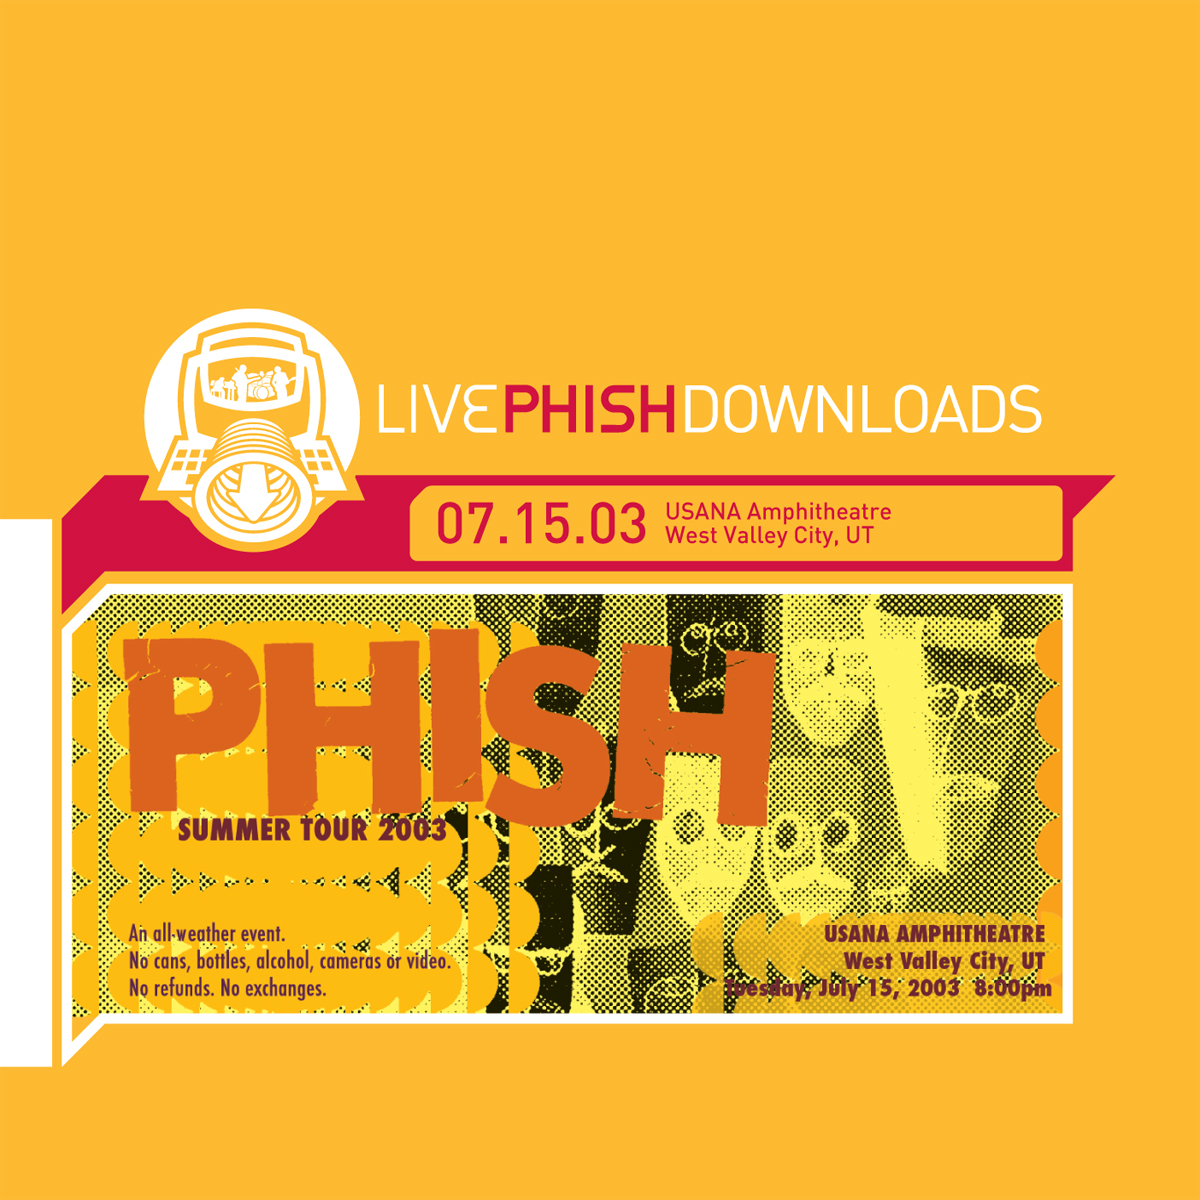 LIVEPHISHDOWNLOADS
07.15.03
USANA Amphitheatre
West Valley City, UT
PHISH
SUMMER TOUR 2003
An all-weather event.
No cans, bottles, alcohol, cameras or video.
No refunds. No exchanges.
USANA AMPHITHEATRE
West Valley City, UT
Tuesday, July 15, 2003 8:00pm